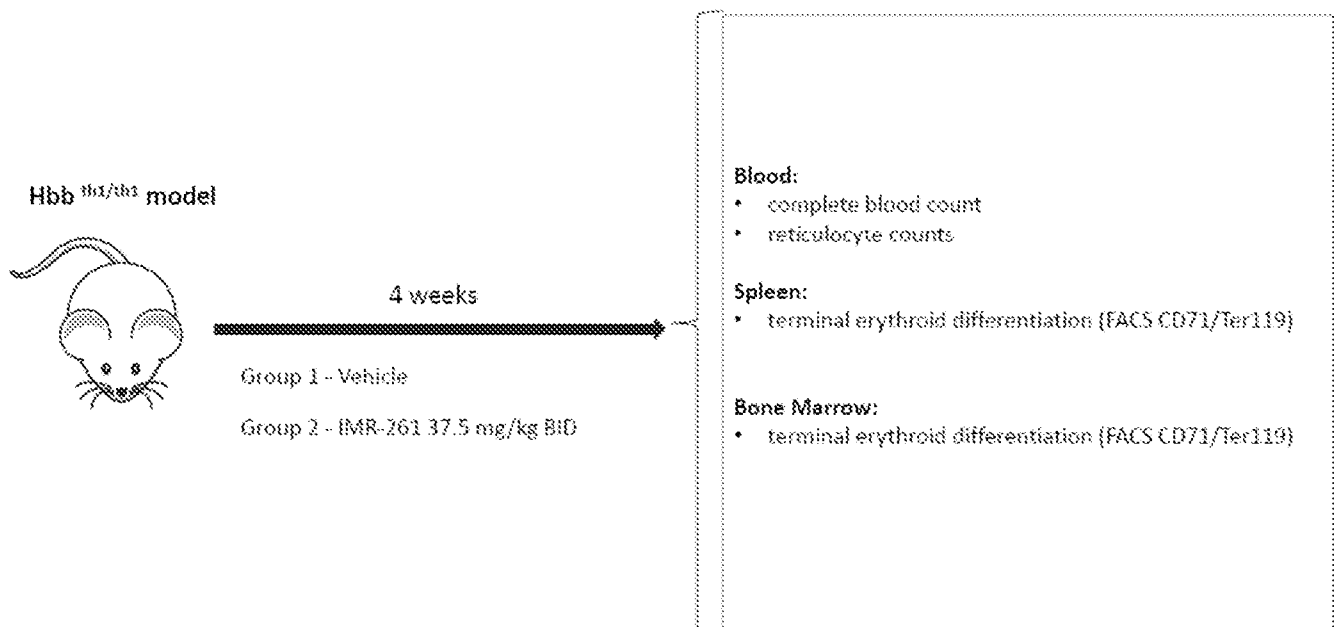 Hbb th1/th1 model
4 weeks
Group 1 - Vehicle
Group 2 - IMR-261 37.5 mg/kg BID
Blood:
• complete blood count
• reticulocyte counts
Spleen:
• terminal erythroid differentiation (FACS CD71/Ter119)
Bone Marrow:
• terminal erythroid differentiation (FACS CD71/Ter119)